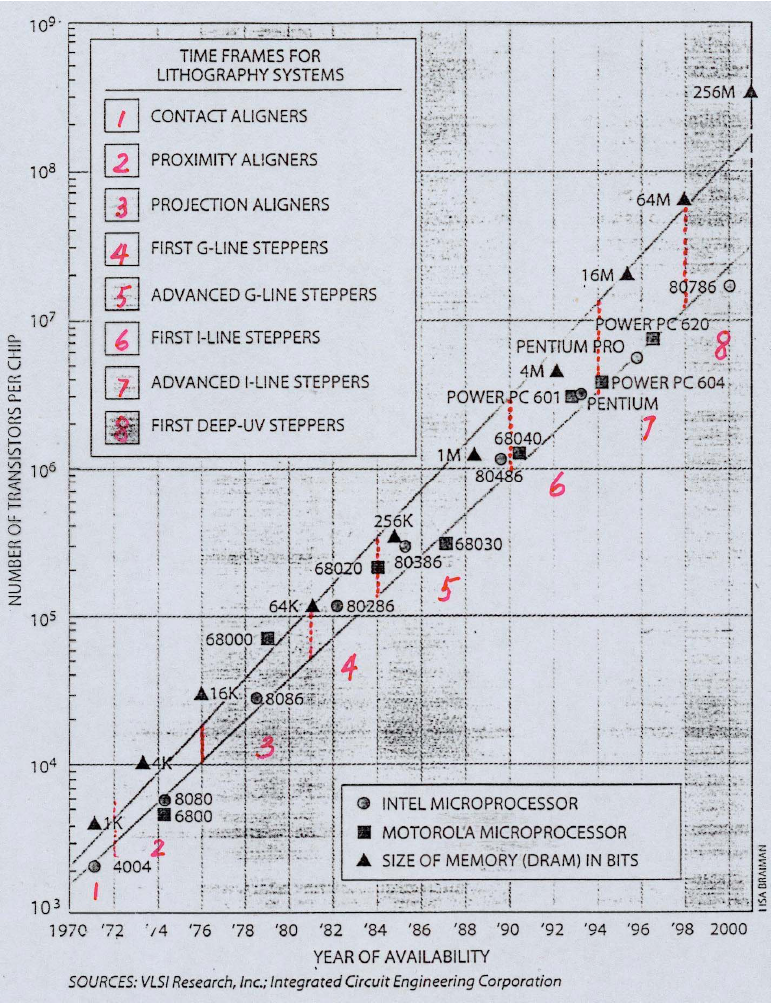 10⁹
10⁸
10⁷
10⁶
10⁵
10⁴
10³
NUMBER OF TRANSISTORS PER CHIP
TIME FRAMES FOR
LITHOGRAPHY SYSTEMS
1 CONTACT ALIGNERS
2 PROXIMITY ALIGNERS
3 PROJECTION ALIGNERS
4 FIRST G-LINE STEPPERS
5 ADVANCED G-LINE STEPPERS
6 FIRST I-LINE STEPPERS
7 ADVANCED I-LINE STEPPERS
8 FIRST DEEP-UV STEPPERS
256M
64M
16M
80786
POWER PC 620
8
PENTIUM PRO
4M
POWER PC 604
POWER PC 601
PENTIUM
7
68040
1M
80486
6
256K
68030
80386
68020
5
64K
80286
68000
4
16K
8086
3
4K
8080
6800
1K
2
4004
1
INTEL MICROPROCESSOR
MOTOROLA MICROPROCESSOR
SIZE OF MEMORY (DRAM) IN BITS
1970 '72 '74 '76 '78 '80 '82 '84 '86 '88 '90 '92 '94 '96 '98 2000
YEAR OF AVAILABILITY
SOURCES: VLSI Research, Inc.; Integrated Circuit Engineering Corporation
LISA BRAIMAN